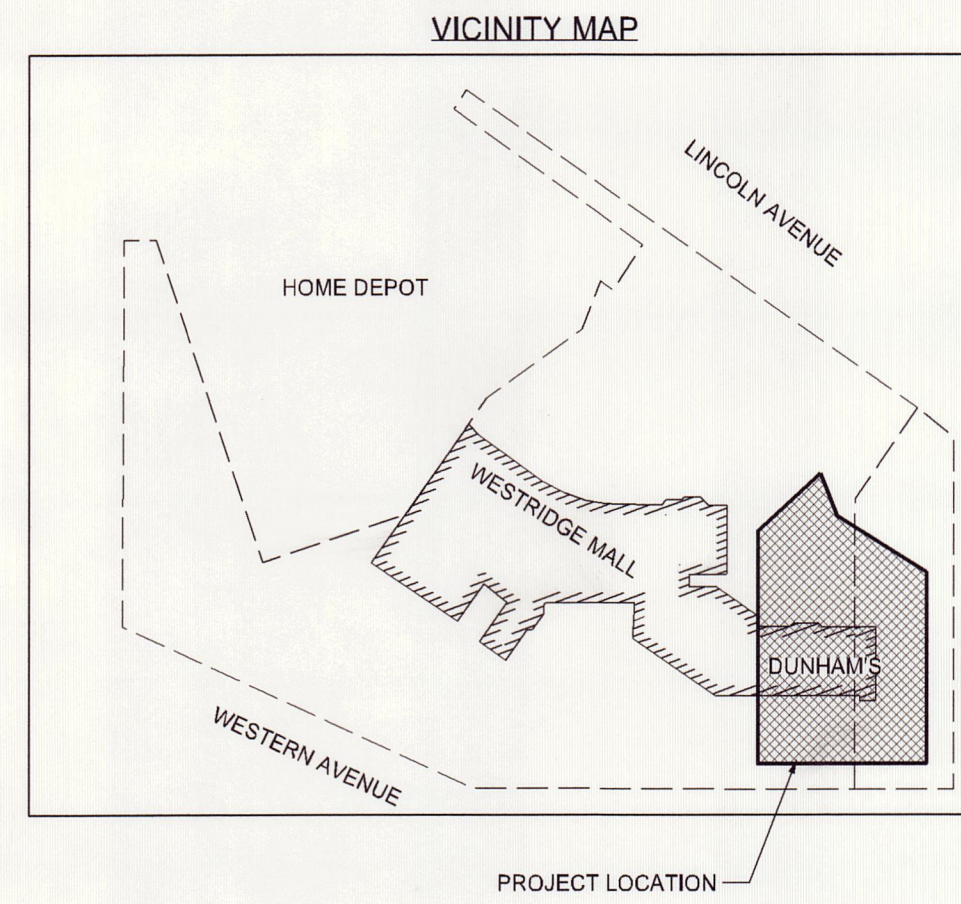 VICINITY MAP
LINCOLN AVENUE
HOME DEPOT
WESTRIDGE MALL
DUNHAM'S
WESTERN AVENUE
PROJECT LOCATION